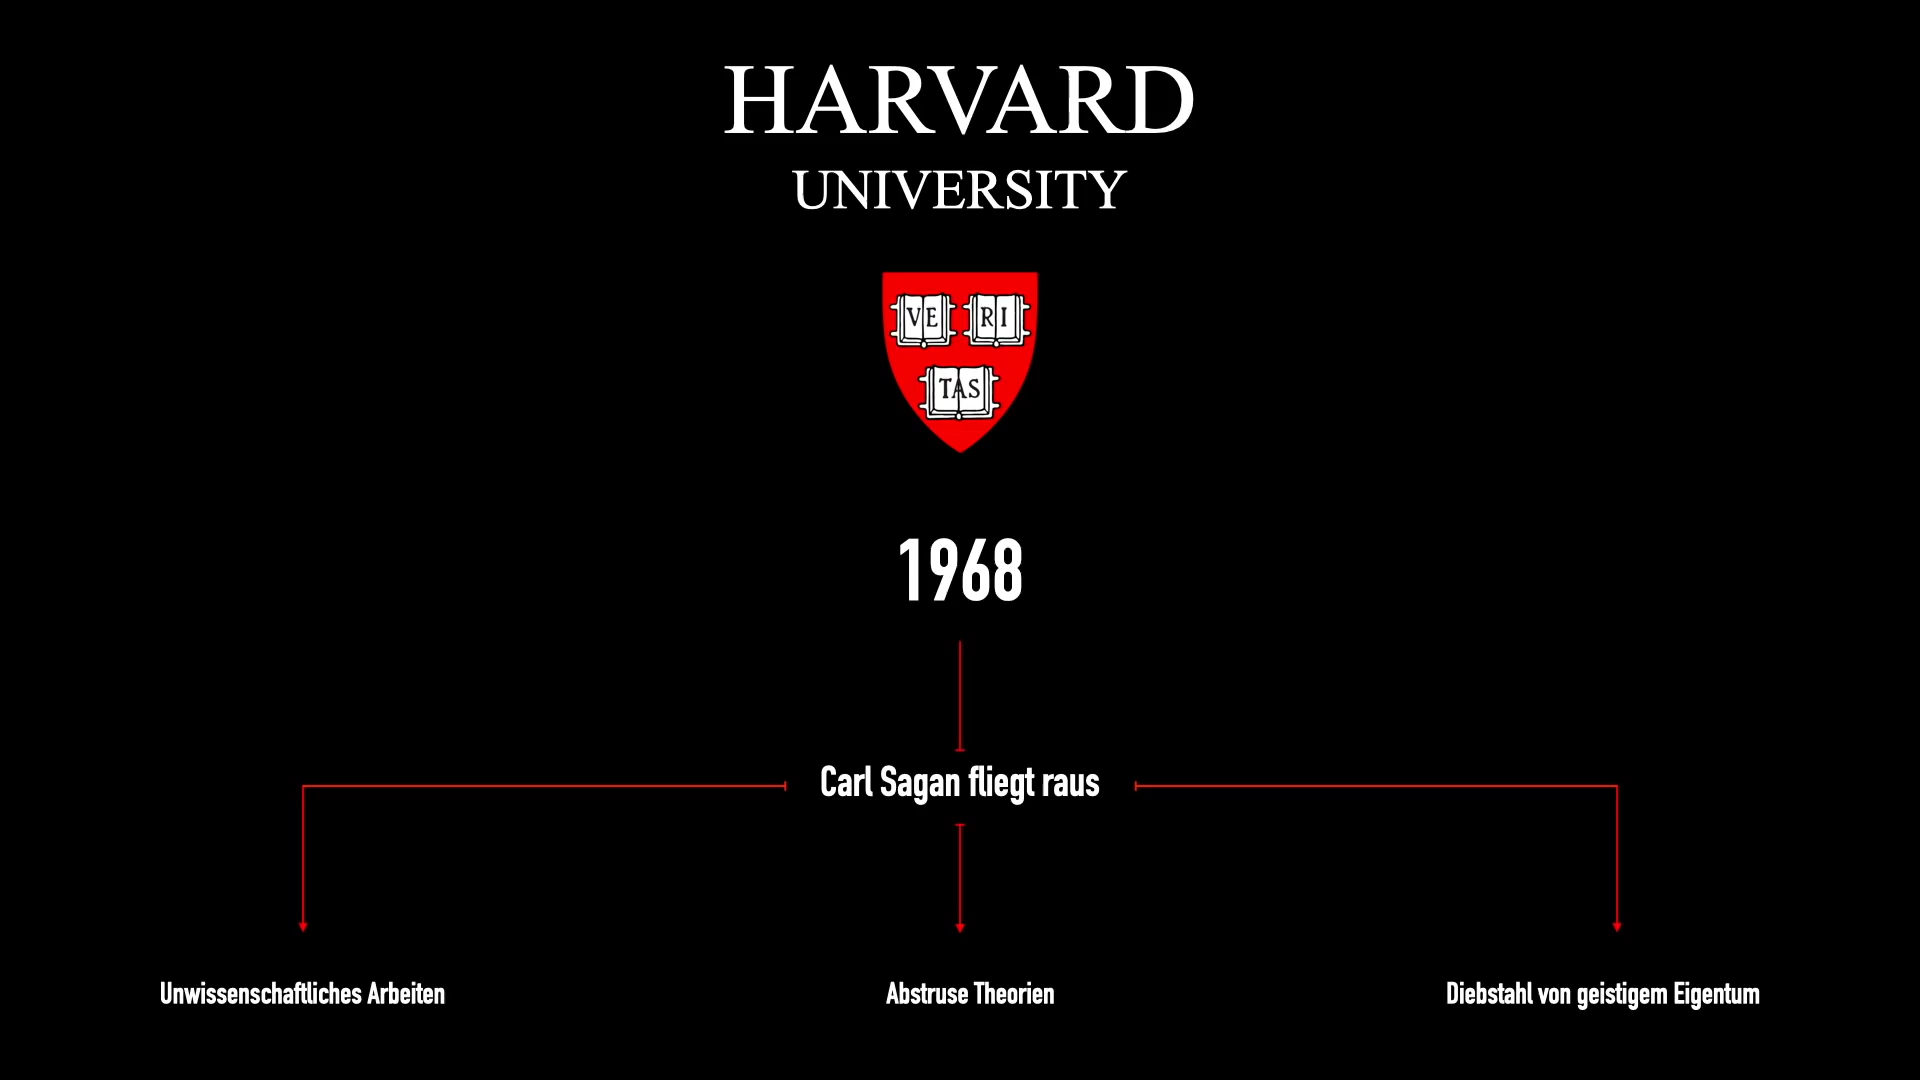 HARVARD
UNIVERSITY
VE RI
TAS
1968
Carl Sagan fliegt raus
Unwissenschaftliches Arbeiten
Abstruse Theorien
Diebstahl von geistigem Eigentum